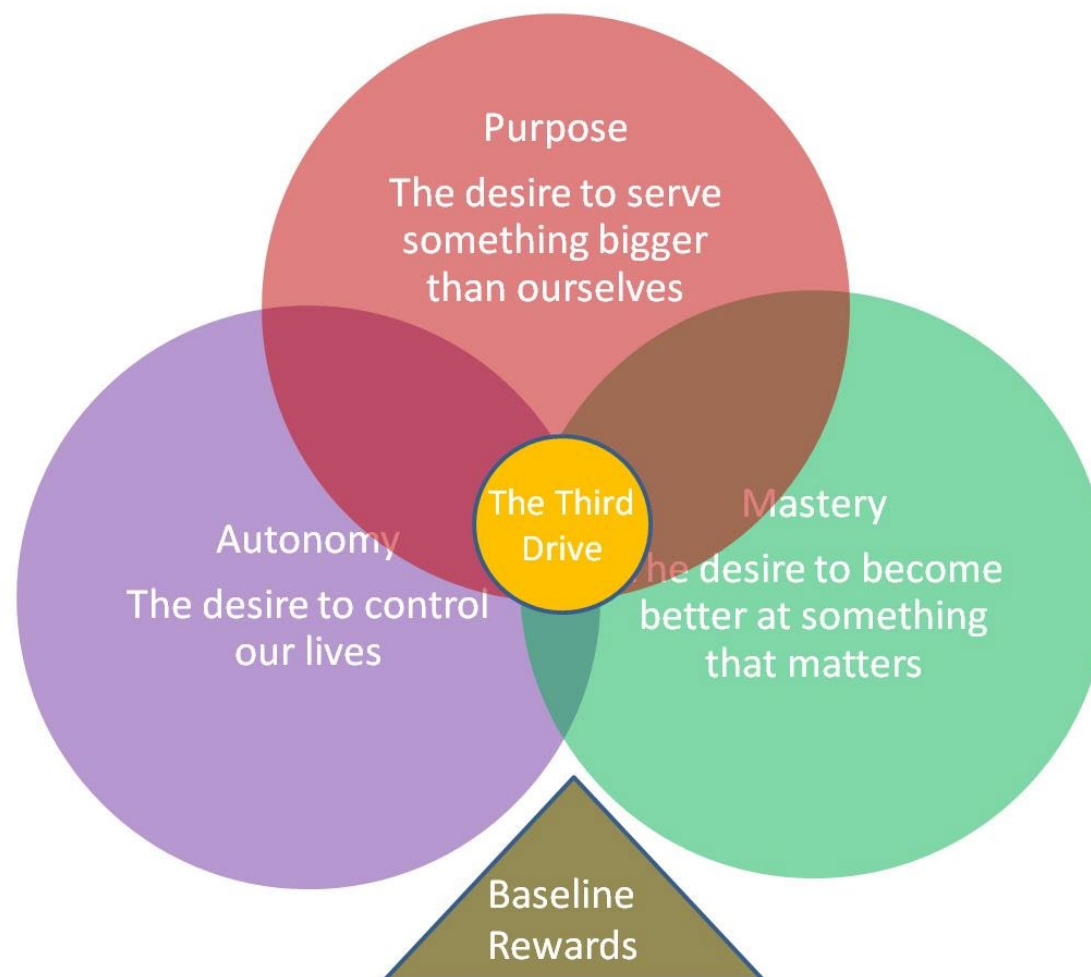 Purpose
The desire to serve
something bigger
than ourselves
The Third
Drive
Autonomy
The desire to control
our lives
Mastery
The desire to become
better at something
that matters
Baseline
Rewards